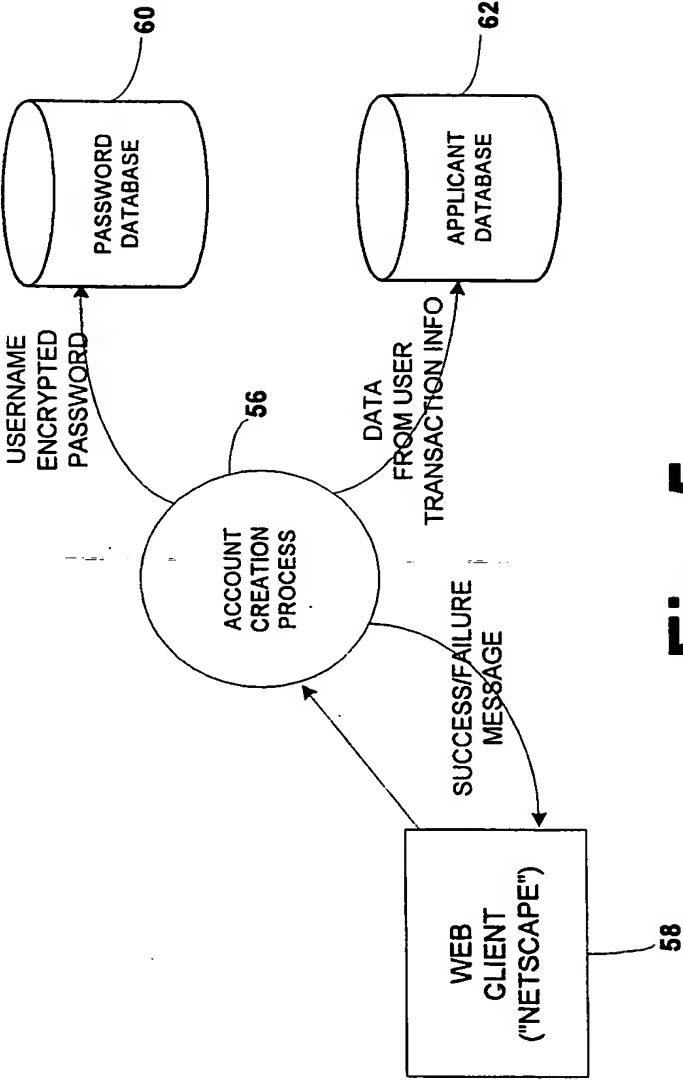 60
PASSWORD
DATABASE
USERNAME
ENCRYPTED
PASSWORD
62
APPLICANT
DATABASE
DATA
FROM USER
TRANSACTION INFO
56
ACCOUNT
CREATION
PROCESS
SUCCESS/FAILURE
MESSAGE
WEB
CLIENT
("NETSCAPE")
58